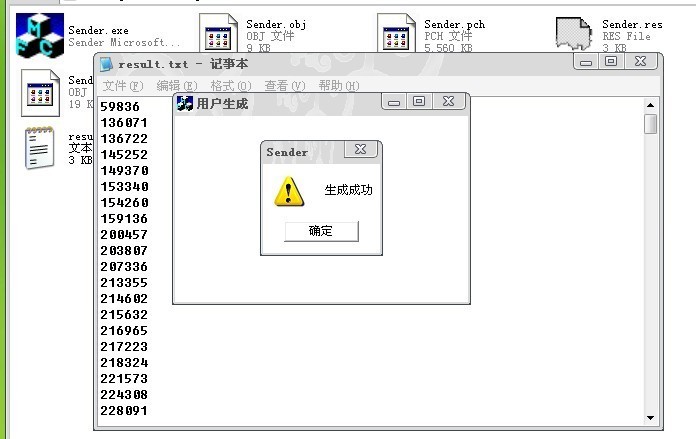 Sender.exe
Sender Microsoft...
Sender.obj
OBJ 文件
9 KB
Sender.pch
PCH 文件
5,560 KB
Sender.res
RES File
3 KB
Send
OBJ
19 K
resu
文本
3 KB
result.txt - 记事本
文件(F) 编辑(E) 格式(O) 查看(V) 帮助(H)
59836
136071
136722
145252
149370
153340
154260
159136
200457
203807
207336
213355
214602
215632
216965
217223
218324
221573
224308
228091
用户生成
Sender
生成成功
确定